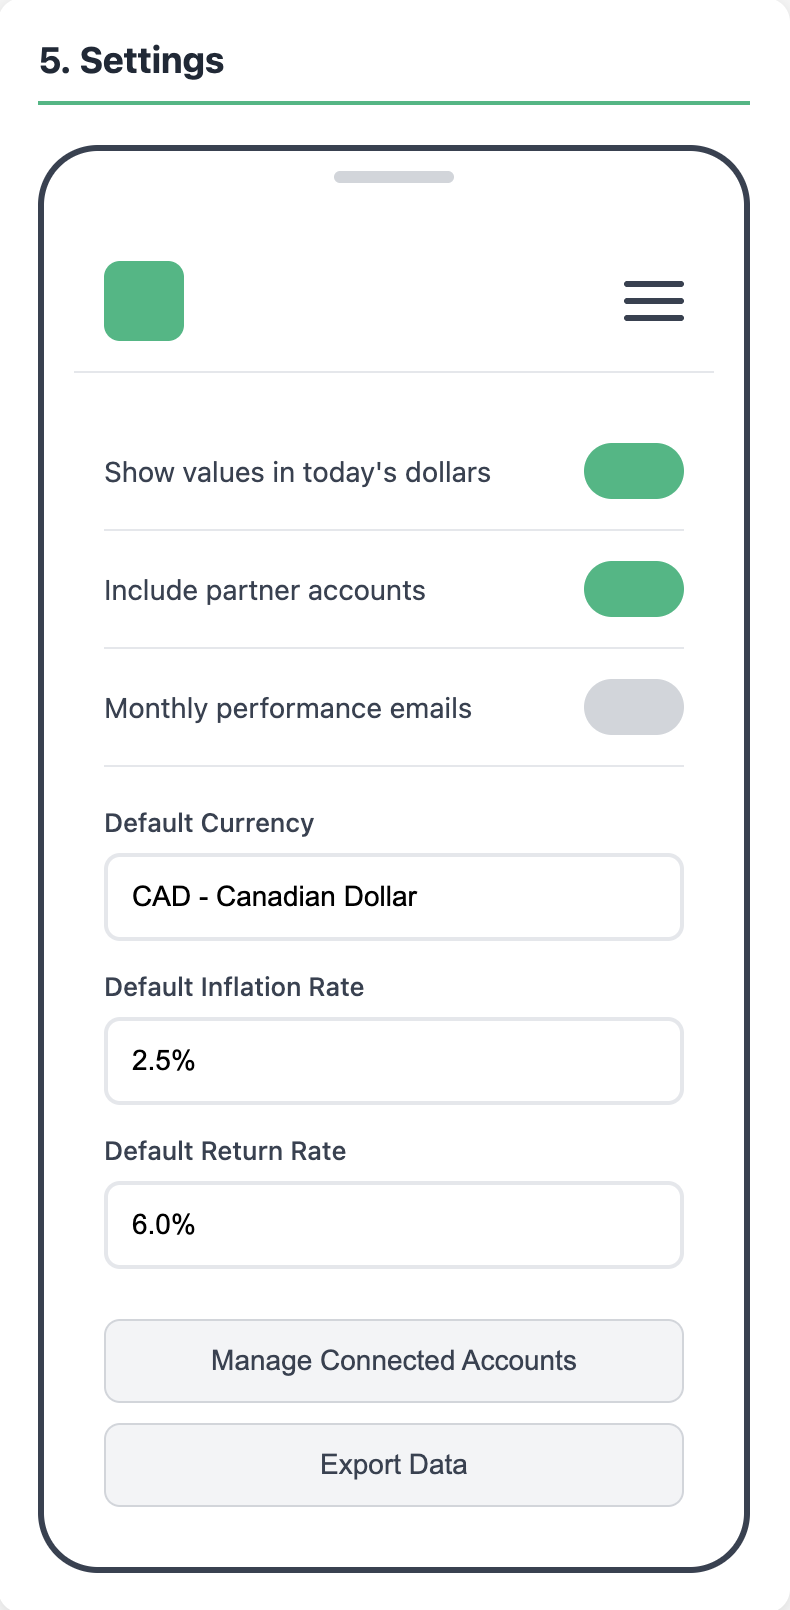 5. Settings
Show values in today's dollars
Include partner accounts
Monthly performance emails
Default Currency
CAD - Canadian Dollar
Default Inflation Rate
2.5%
Default Return Rate
6.0%
Manage Connected Accounts
Export Data